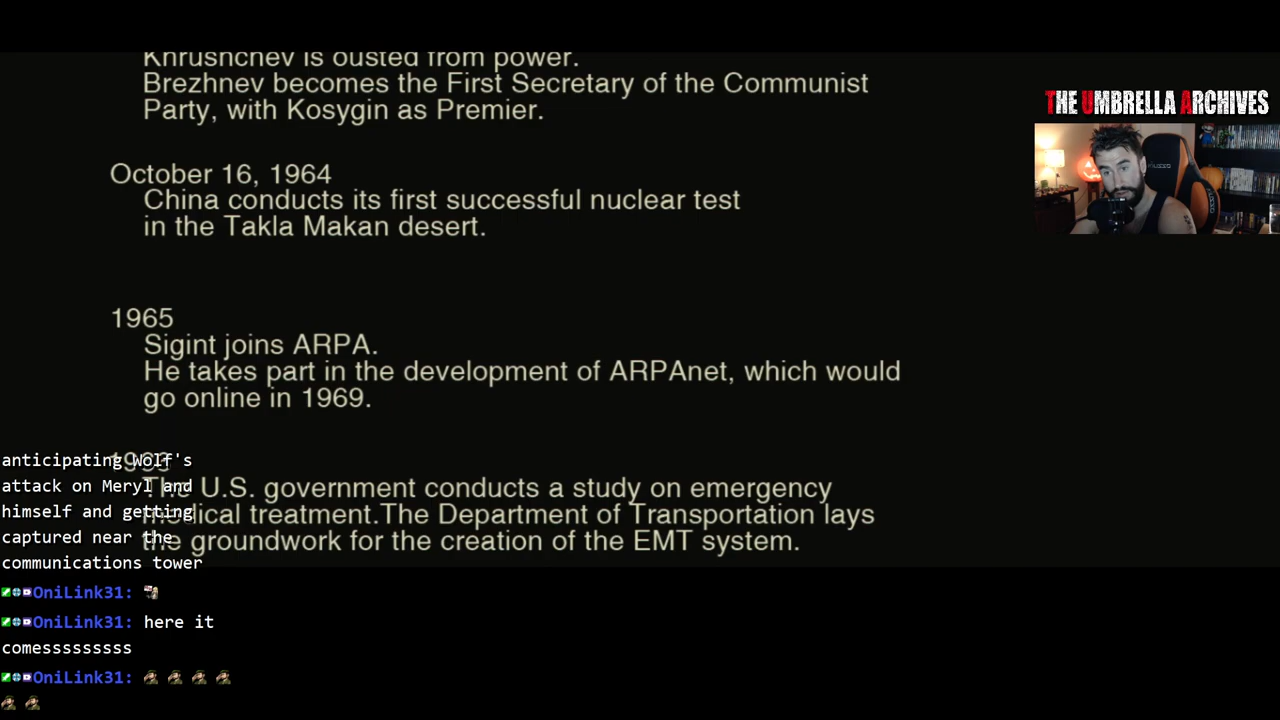 Khrushchev is ousted from power.
Brezhnev becomes the First Secretary of the Communist
Party, with Kosygin as Premier.
THE UMBRELLA ARCHIVES
October 16, 1964
China conducts its first successful nuclear test
in the Takla Makan desert.
1965
Sigint joins ARPA.
He takes part in the development of ARPAnet, which would
go online in 1969.
The U.S. government conducts a study on emergency
medical treatment.The Department of Transportation lays
the groundwork for the creation of the EMT system.
anticipating Wolf's
attack on Meryl and
himself and getting
captured near the
communications tower
OniLink31:
OniLink31: here it
comesssssssss
OniLink31: